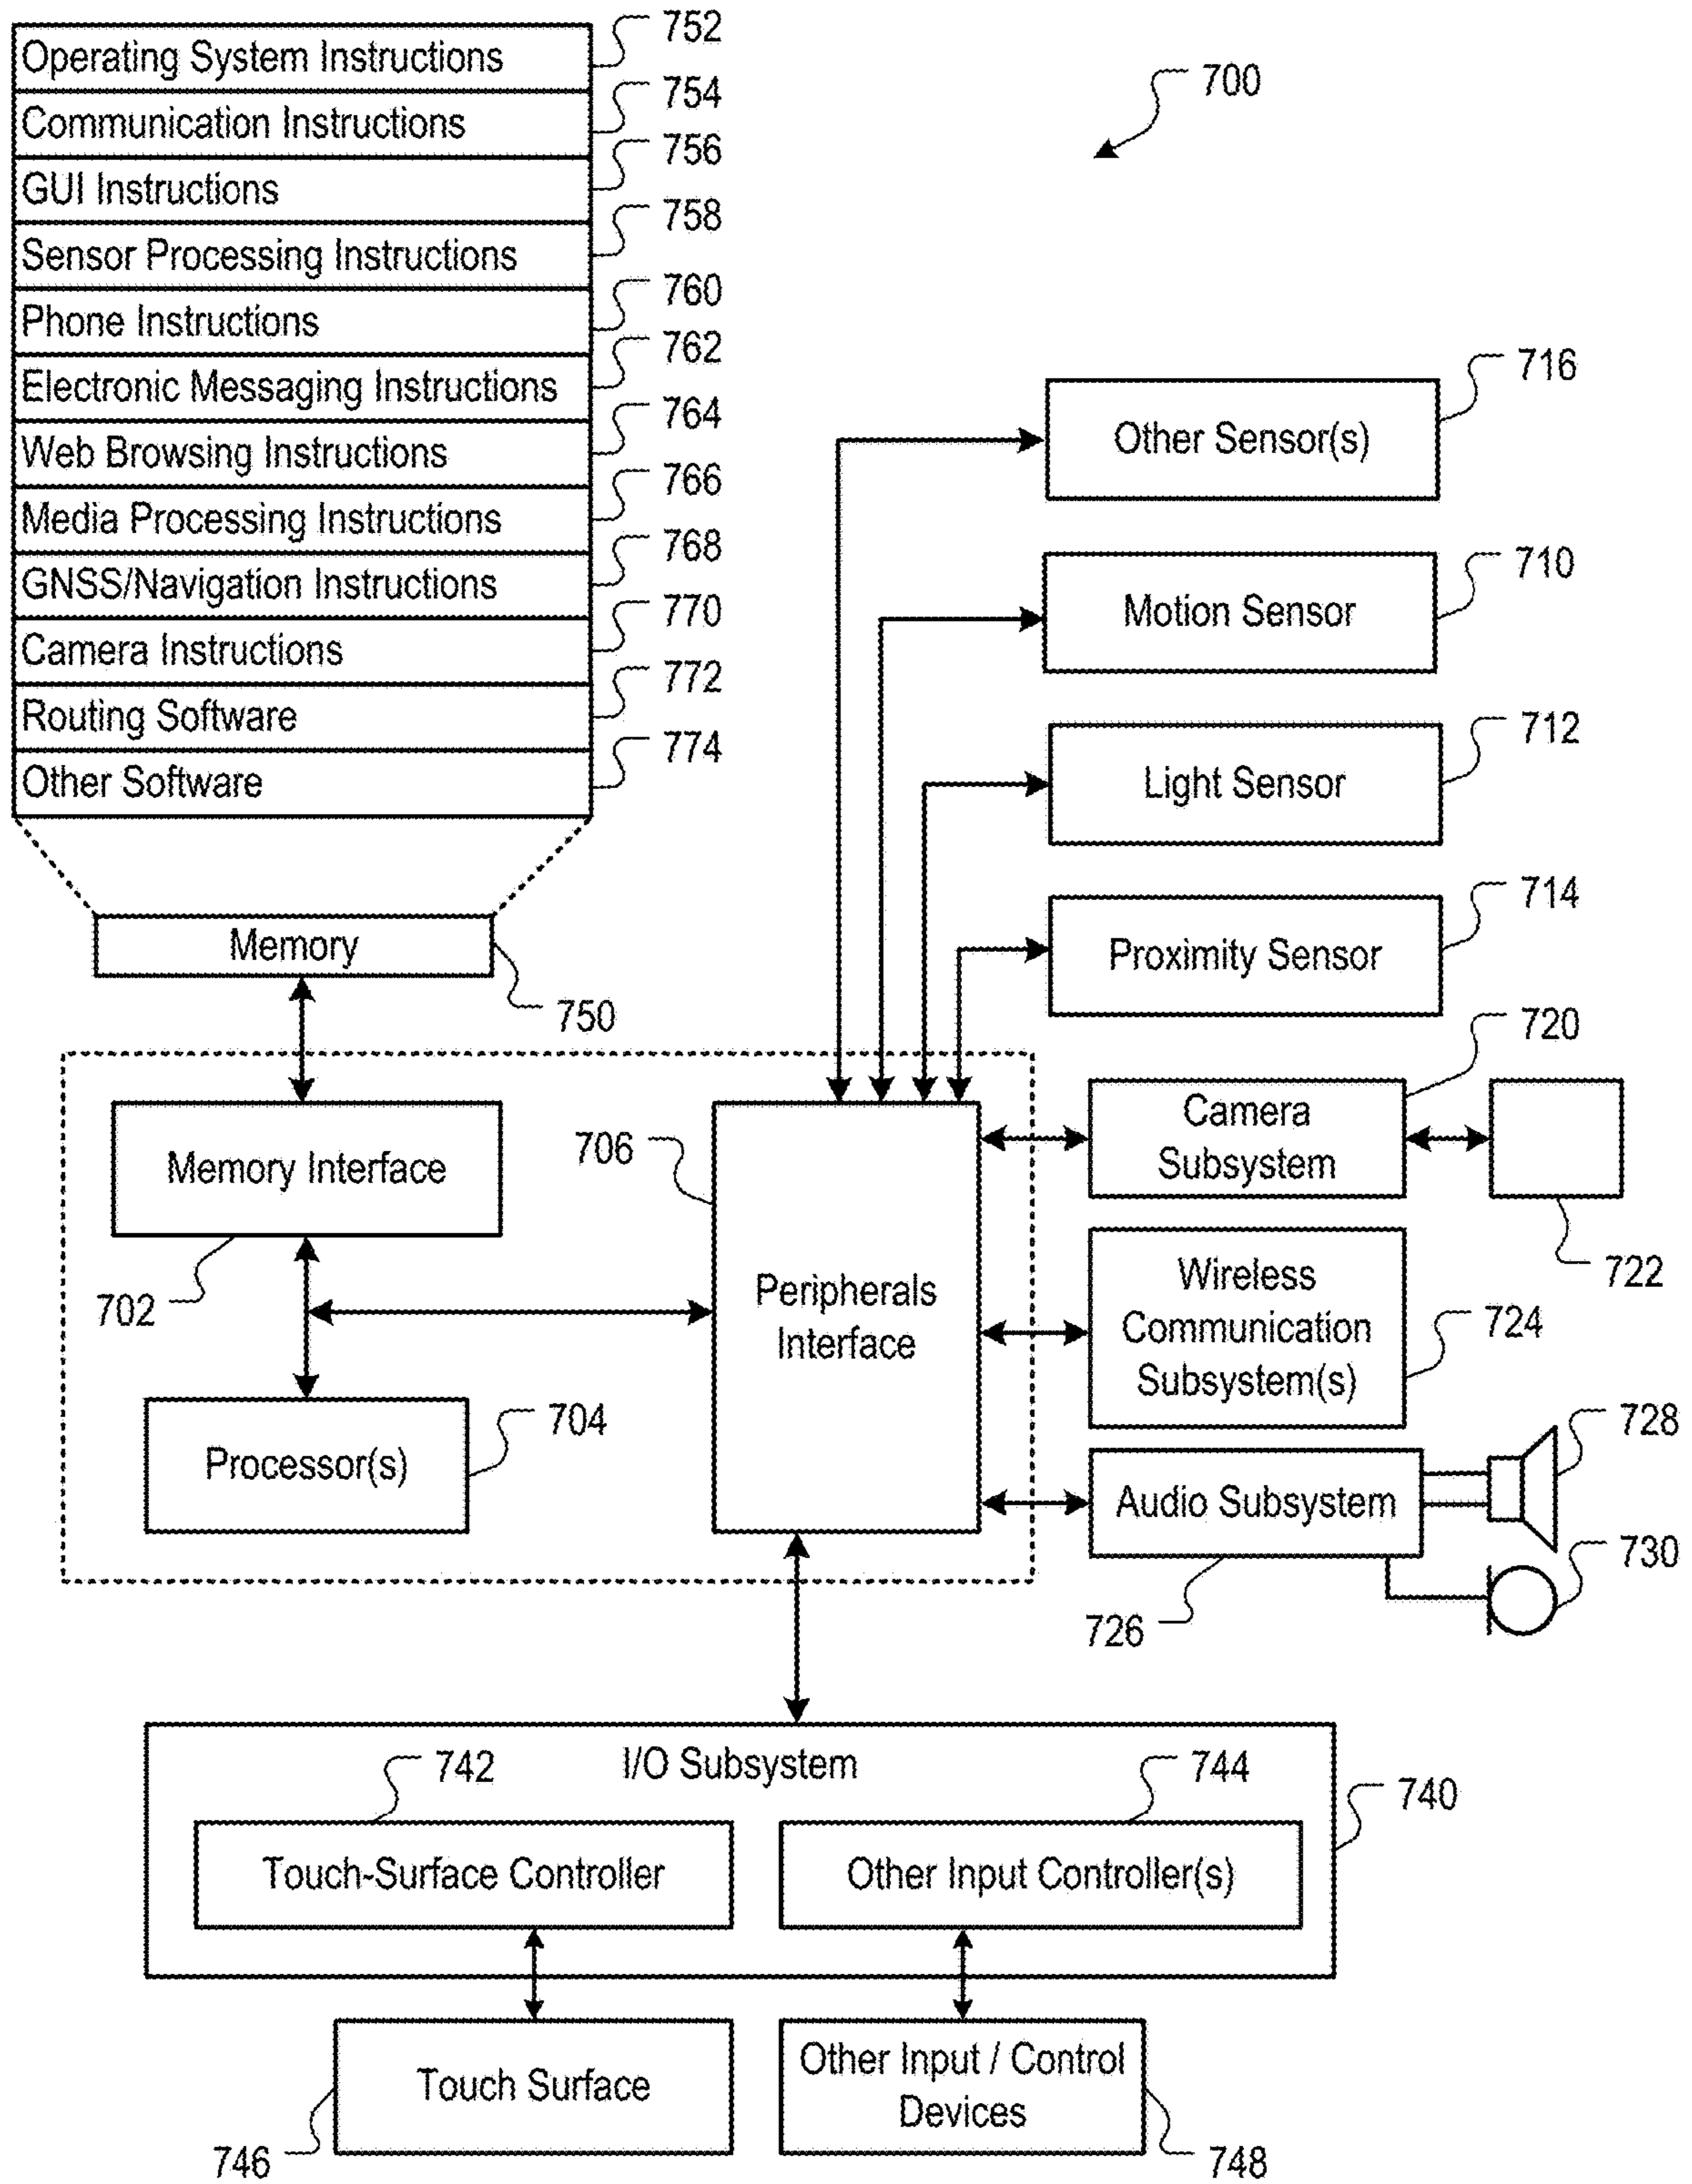 752
Operating System Instructions
754
Communication Instructions
756
GUI Instructions
758
Sensor Processing Instructions
760
Phone Instructions
762
Electronic Messaging Instructions
764
Web Browsing Instructions
766
Media Processing Instructions
768
GNSS/Navigation Instructions
770
Camera Instructions
772
Routing Software
774
Other Software
Memory
750
700
716
Other Sensor(s)
710
Motion Sensor
712
Light Sensor
714
Proximity Sensor
720
Camera
Subsystem
722
Memory Interface
702
706
Peripherals
Interface
Wireless
Communication
Subsystem(s)
724
704
Processor(s)
728
Audio Subsystem
730
726
I/O Subsystem
742
744
740
Touch-Surface Controller
Other Input Controller(s)
Touch Surface
746
Other Input / Control
Devices
748